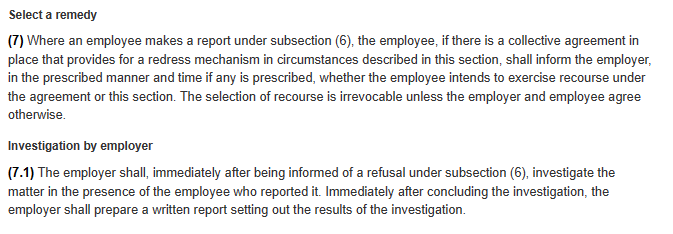 Select a remedy
(7) Where an employee makes a report under subsection (6), the employee, if there is a collective agreement in
place that provides for a redress mechanism in circumstances described in this section, shall inform the employer,
in the prescribed manner and time if any is prescribed, whether the employee intends to exercise recourse under
the agreement or this section. The selection of recourse is irrevocable unless the employer and employee agree
otherwise.
Investigation by employer
(7.1) The employer shall, immediately after being informed of a refusal under subsection (6), investigate the
matter in the presence of the employee who reported it. Immediately after concluding the investigation, the
employer shall prepare a written report setting out the results of the investigation.